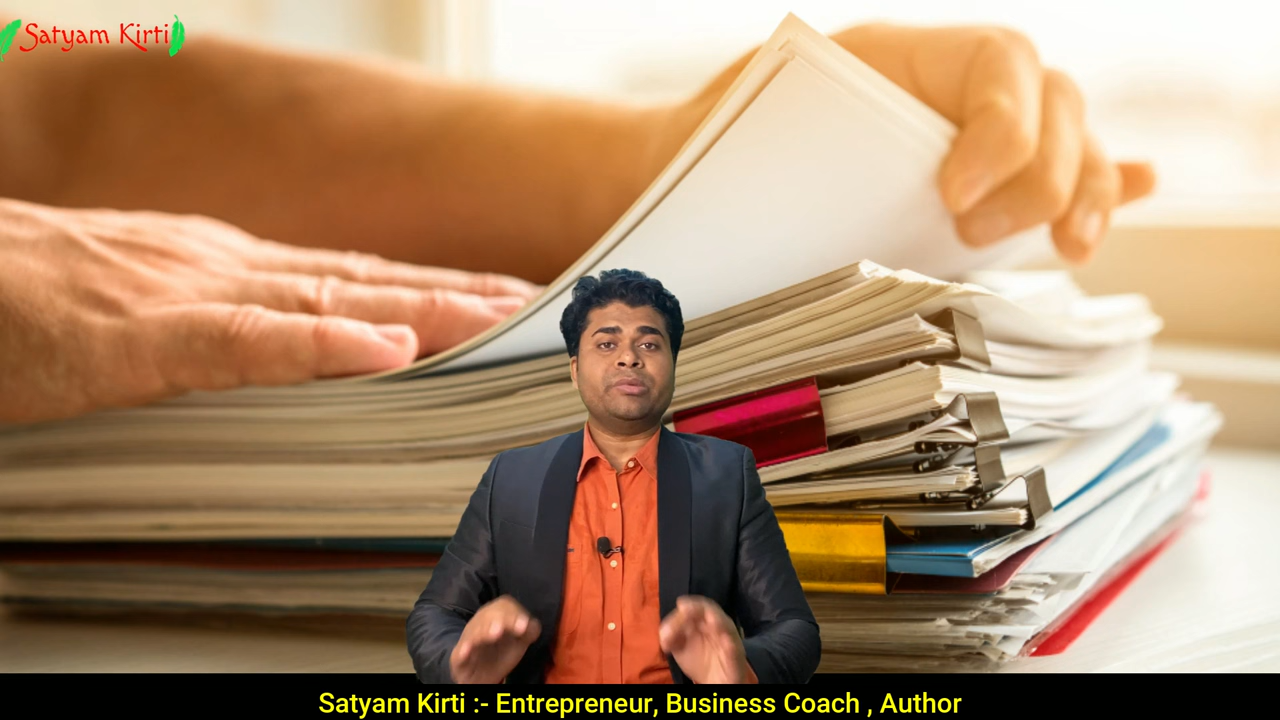 Satyam Kirti
Satyam Kirti :- Entrepreneur, Business Coach , Author